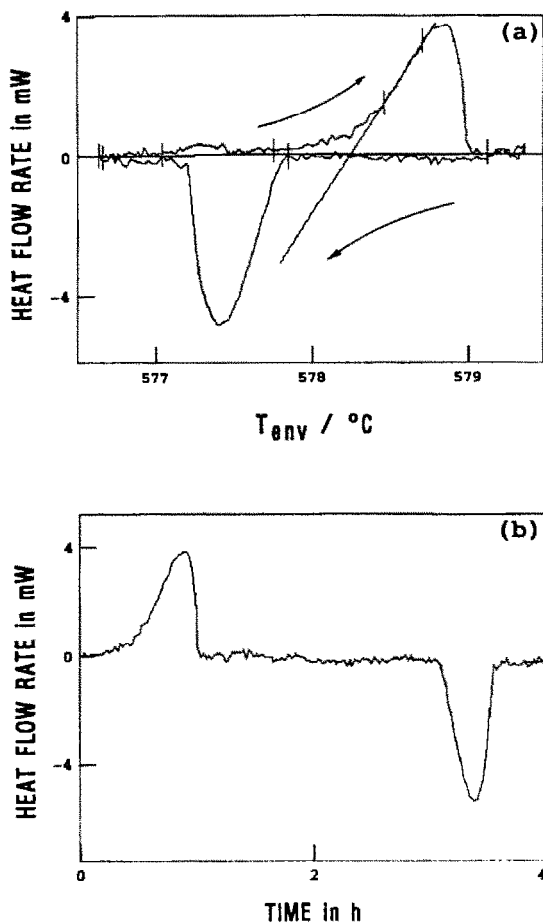 (a)
4
0
-4
HEAT FLOW RATE in mW
577
578
579
Tenv / °C
(b)
4
0
-4
HEAT FLOW RATE in mW
0
2
4
TIME in h